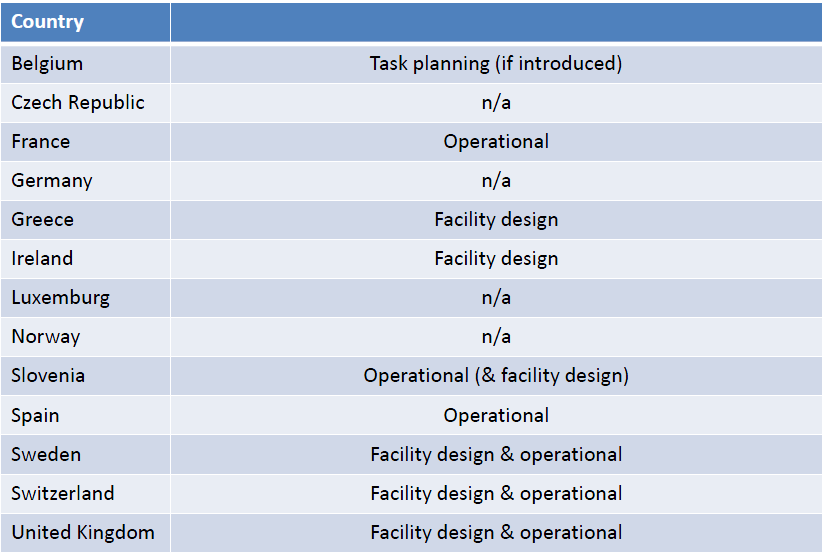 Country
Belgium Task planning (if introduced)
Czech Republic n/a
France Operational
Germany n/a
Greece Facility design
Ireland Facility design
Luxemburg n/a
Norway n/a
Slovenia Operational (& facility design)
Spain Operational
Sweden Facility design & operational
Switzerland Facility design & operational
United Kingdom Facility design & operational